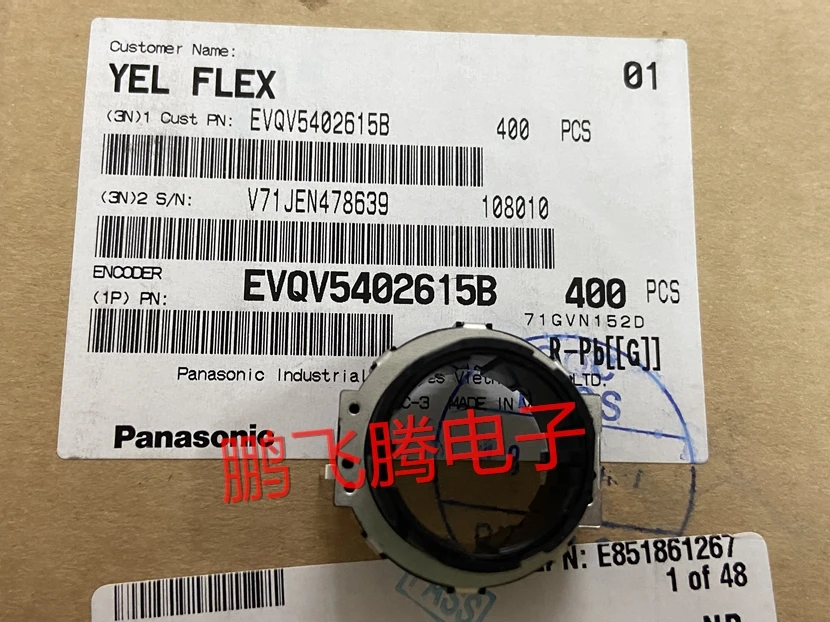 Customer Name:
YEL FLEX
01
(3N)1 Cust PN: EVQV5402615B 400 PCS
(3N)2 S/N: V71JEN478639 108010
ENCODER
(1P) PN: EVQV5402615B 400 PCS
71GVN152D
R-Pb[[G]]
Panasonic Industrial
LTD.
C-3 MADE IN
Panasonic
鹏飞腾电子
PN: E851861267
1 of 48